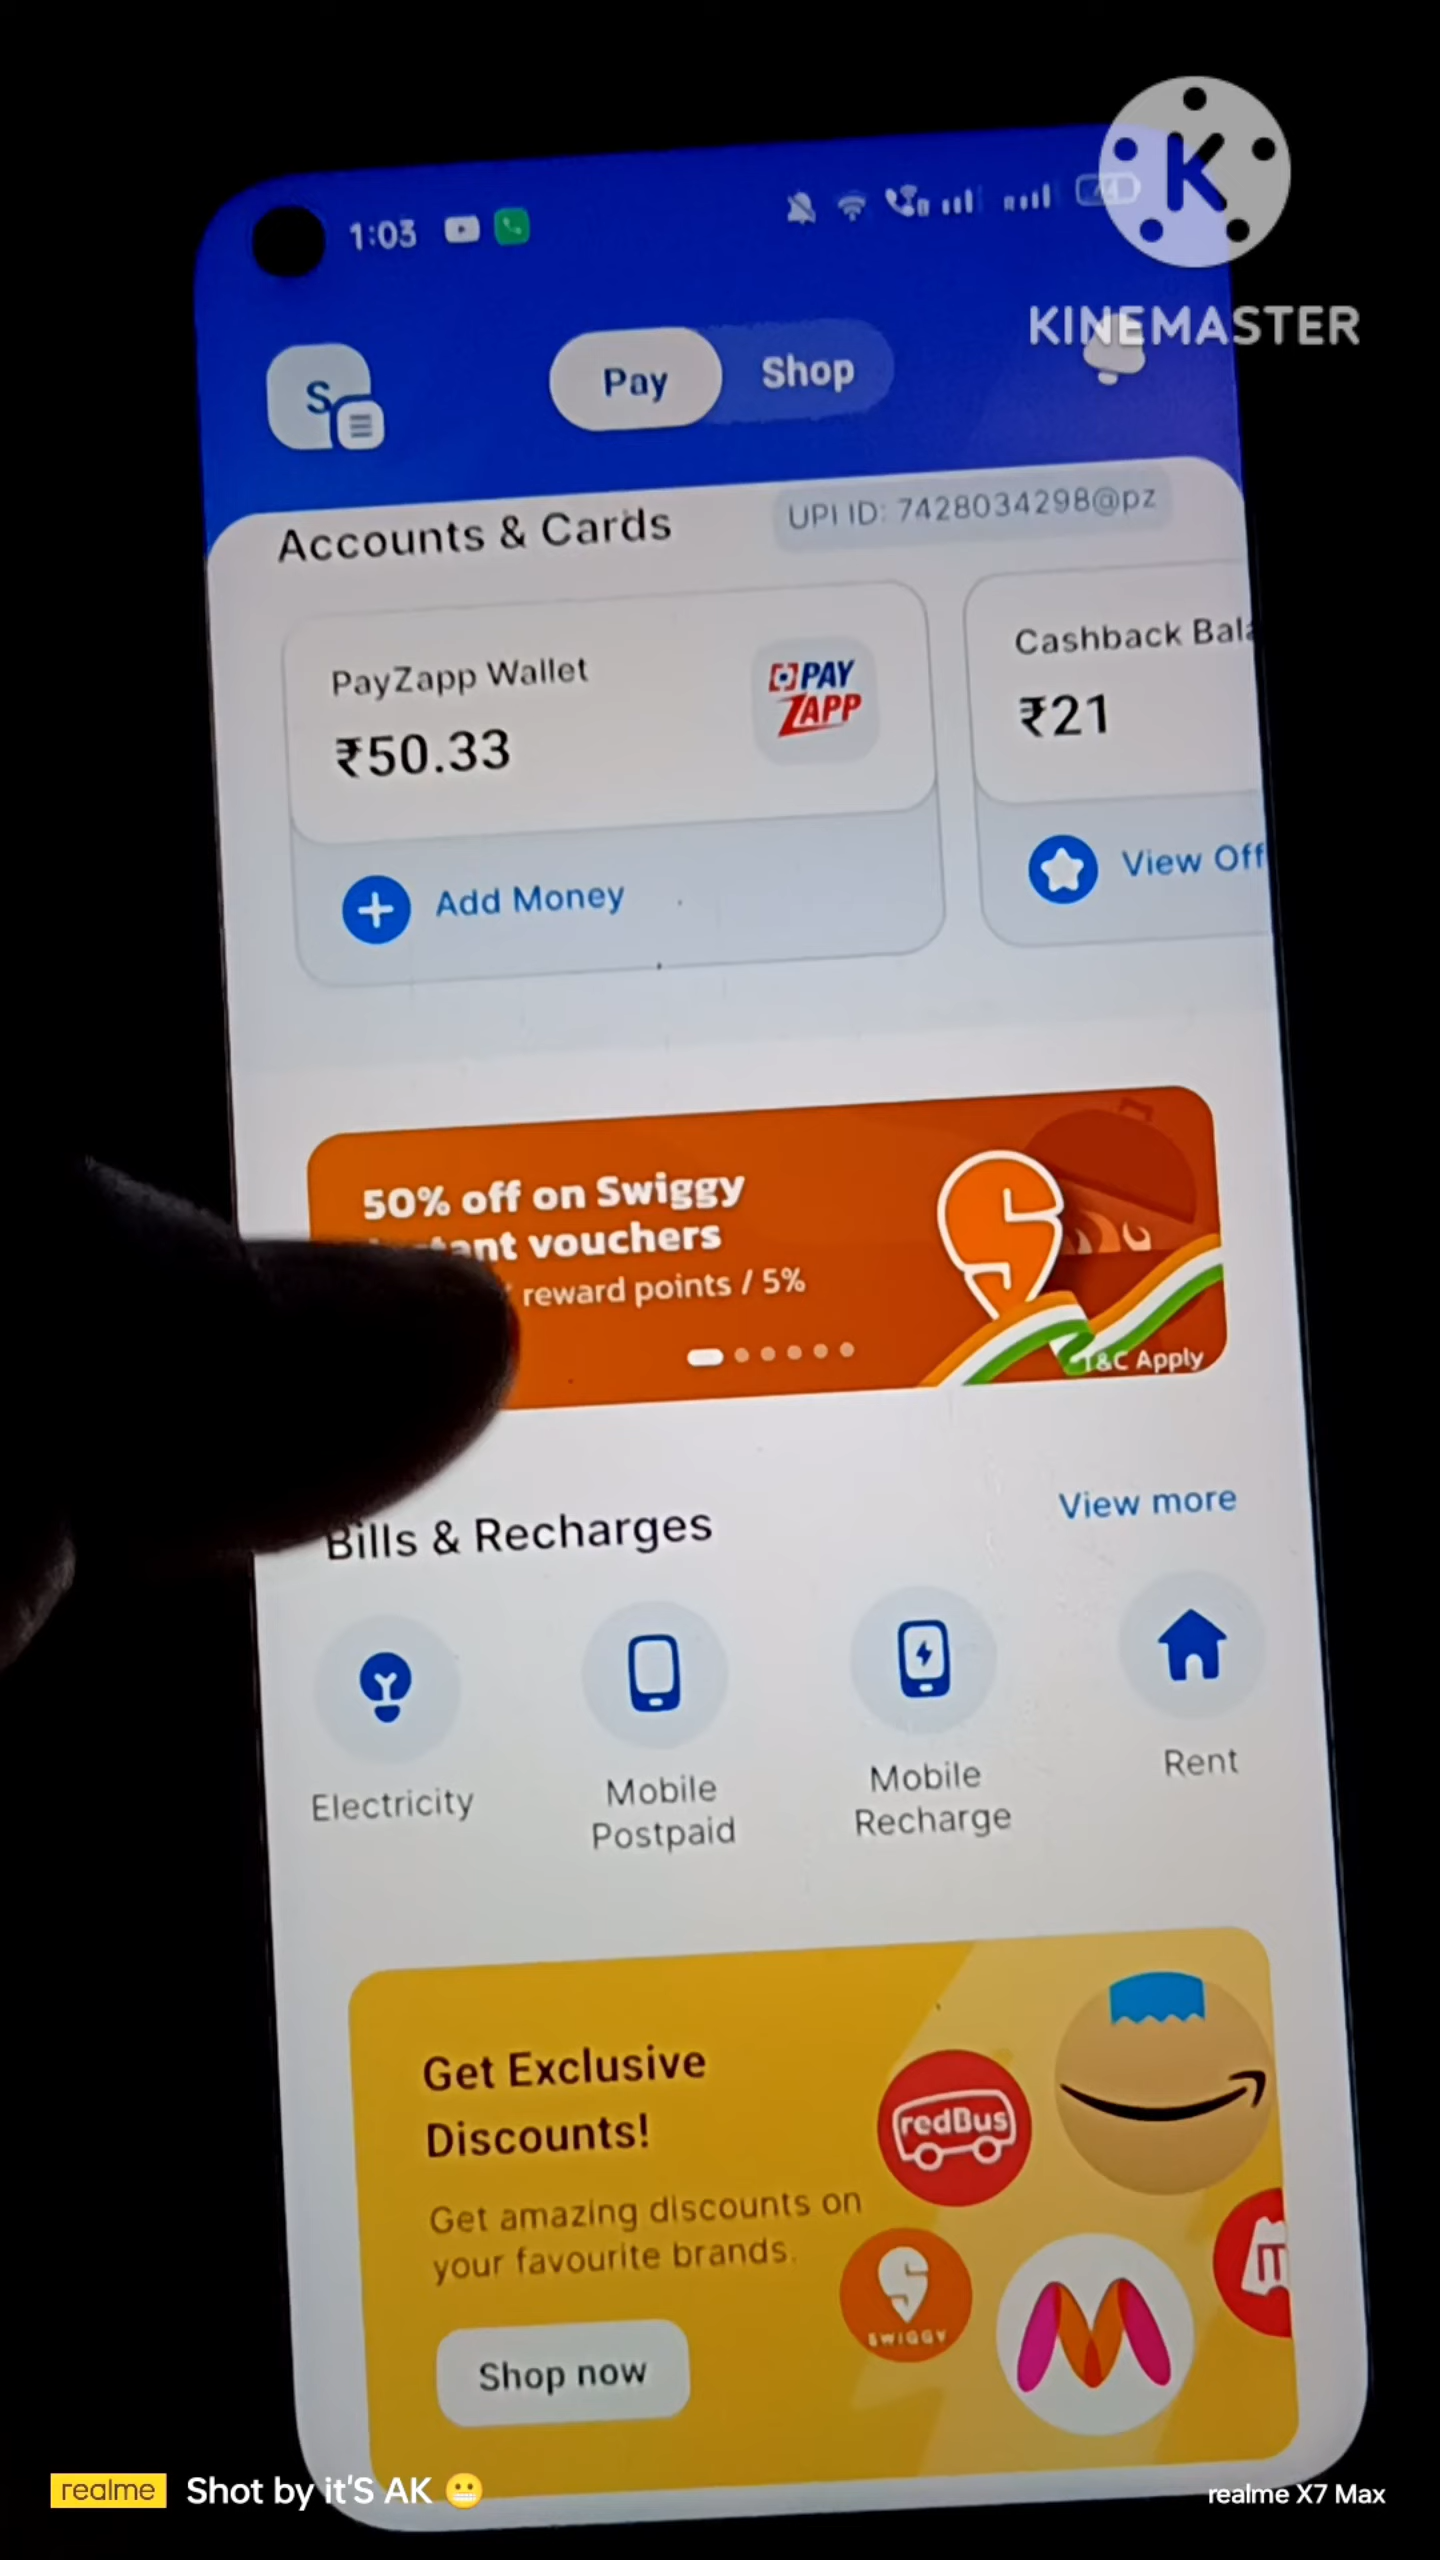 KINEMASTER
1:03
S
Pay
Shop
Accounts & Cards
UPI ID: 7428034298@pz
PayZapp Wallet
₹50.33
PAY
ZAPP
Add Money
Cashback Bala
₹21
View Off
50% off on Swiggy
vouchers
reward points / 5%
T&C Apply
Bills & Recharges
View more
Electricity
Mobile
Postpaid
Mobile
Recharge
Rent
Get Exclusive
Discounts!
Get amazing discounts on
your favourite brands.
Shop now
redBus
SWIGGY
realme
Shot by it'S AK 😬
realme X7 Max